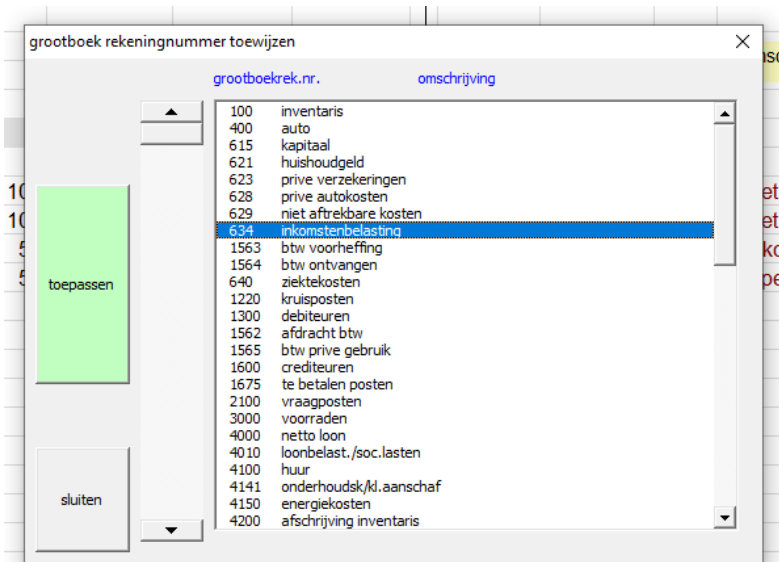 grootboek rekeningnummer toewijzen
grootboekrek.nr. omschrijving
100 inventaris
400 auto
615 kapitaal
621 huishoudgeld
623 prive verzekeringen
628 prive autokosten
629 niet aftrekbare kosten
634 inkomstenbelasting
1563 btw voorheffing
1564 btw ontvangen
640 ziektekosten
1220 kruisposten
1300 debiteuren
1562 afdracht btw
1565 btw prive gebruik
1600 crediteuren
1675 te betalen posten
2100 vraagposten
3000 voorraden
4000 netto loon
4010 loonbelast./soc.lasten
4100 huur
4141 onderhoudsk/kl.aanschaf
4150 energiekosten
4200 afschrijving inventaris
toepassen
sluiten